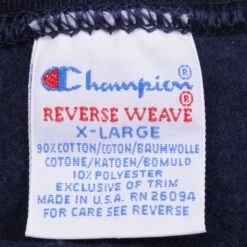 Champion®
®
REVERSE WEAVE
X-LARGE
90% COTTON/COTON/BAUMWOLLE
COTONE/KATOEN/BOMULD
10% POLYESTER
EXCLUSIVE OF TRIM
MADE IN U.S.A. RN 26094
FOR CARE SEE REVERSE